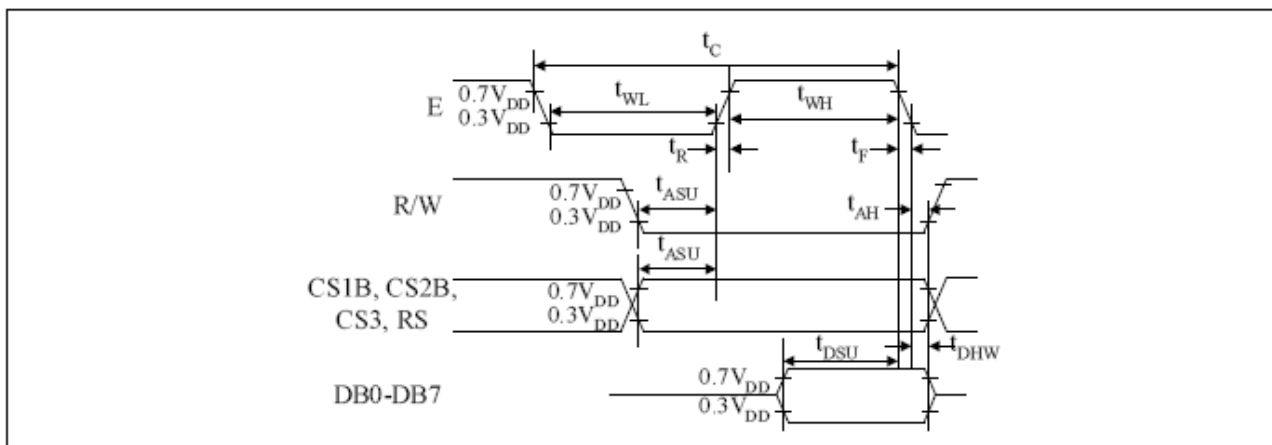 t_C
E
0.7V_DD
0.3V_DD
t_WL
t_WH
t_R
t_F
R/W
0.7V_DD
0.3V_DD
t_ASU
t_AH
t_ASU
CS1B, CS2B,
CS3, RS
0.7V_DD
0.3V_DD
t_DSU
t_DHW
DB0-DB7
0.7V_DD
0.3V_DD